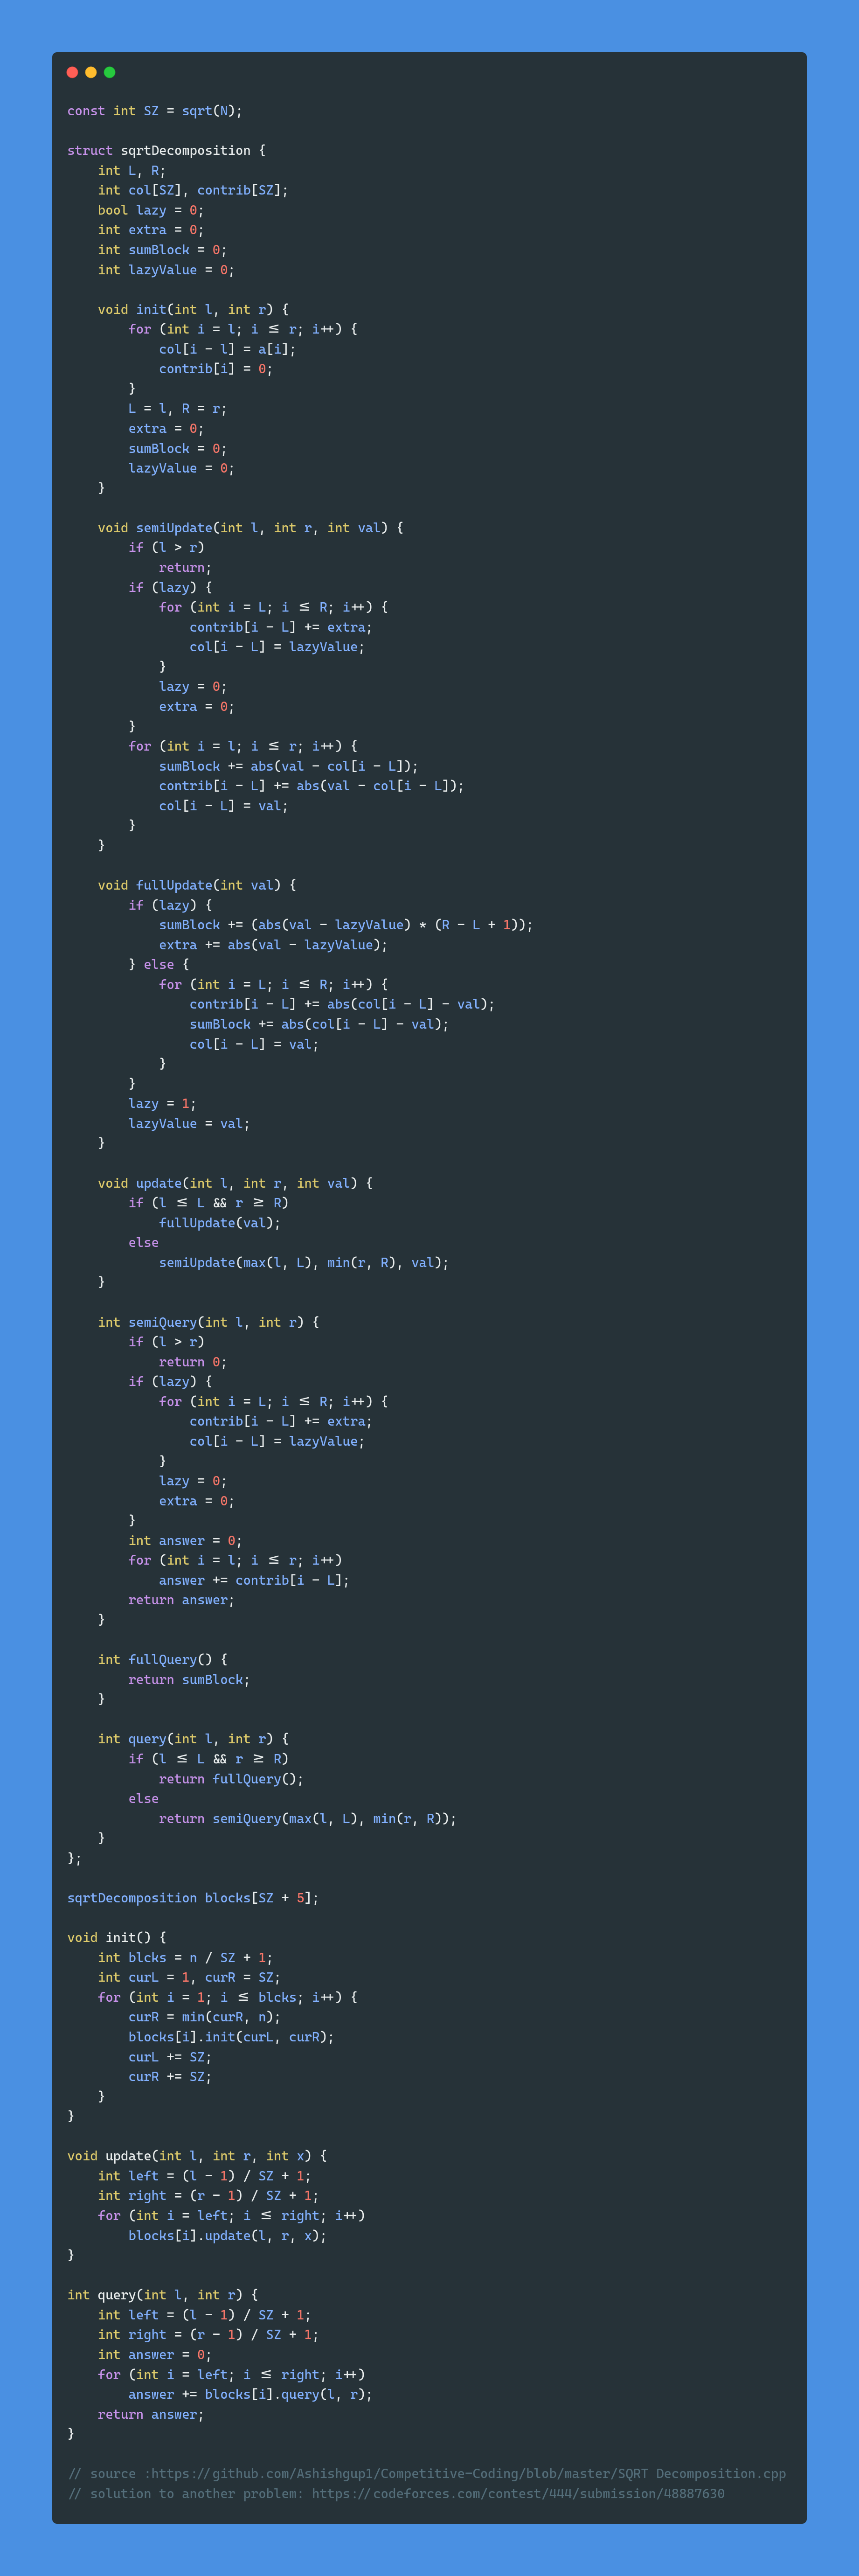 const int SZ = sqrt(N);

struct sqrtDecomposition {
    int L, R;
    int col[SZ], contrib[SZ];
    bool lazy = 0;
    int extra = 0;
    int sumBlock = 0;
    int lazyValue = 0;

    void init(int l, int r) {
        for (int i = l; i ≤ r; i++) {
            col[i - l] = a[i];
            contrib[i] = 0;
        }
        L = l, R = r;
        extra = 0;
        sumBlock = 0;
        lazyValue = 0;
    }

    void semiUpdate(int l, int r, int val) {
        if (l > r)
            return;
        if (lazy) {
            for (int i = L; i ≤ R; i++) {
                contrib[i - L] += extra;
                col[i - L] = lazyValue;
            }
            lazy = 0;
            extra = 0;
        }
        for (int i = l; i ≤ r; i++) {
            sumBlock += abs(val - col[i - L]);
            contrib[i - L] += abs(val - col[i - L]);
            col[i - L] = val;
        }
    }

    void fullUpdate(int val) {
        if (lazy) {
            sumBlock += (abs(val - lazyValue) * (R - L + 1));
            extra += abs(val - lazyValue);
        } else {
            for (int i = L; i ≤ R; i++) {
                contrib[i - L] += abs(col[i - L] - val);
                sumBlock += abs(col[i - L] - val);
                col[i - L] = val;
            }
        }
        lazy = 1;
        lazyValue = val;
    }

    void update(int l, int r, int val) {
        if (l ≤ L && r ≥ R)
            fullUpdate(val);
        else
            semiUpdate(max(l, L), min(r, R), val);
    }

    int semiQuery(int l, int r) {
        if (l > r)
            return 0;
        if (lazy) {
            for (int i = L; i ≤ R; i++) {
                contrib[i - L] += extra;
                col[i - L] = lazyValue;
            }
            lazy = 0;
            extra = 0;
        }
        int answer = 0;
        for (int i = l; i ≤ r; i++)
            answer += contrib[i - L];
        return answer;
    }

    int fullQuery() {
        return sumBlock;
    }

    int query(int l, int r) {
        if (l ≤ L && r ≥ R)
            return fullQuery();
        else
            return semiQuery(max(l, L), min(r, R));
    }
};

sqrtDecomposition blocks[SZ + 5];

void init() {
    int blcks = n / SZ + 1;
    int curL = 1, curR = SZ;
    for (int i = 1; i ≤ blcks; i++) {
        curR = min(curR, n);
        blocks[i].init(curL, curR);
        curL += SZ;
        curR += SZ;
    }
}

void update(int l, int r, int x) {
    int left = (l - 1) / SZ + 1;
    int right = (r - 1) / SZ + 1;
    for (int i = left; i ≤ right; i++)
        blocks[i].update(l, r, x);
}

int query(int l, int r) {
    int left = (l - 1) / SZ + 1;
    int right = (r - 1) / SZ + 1;
    int answer = 0;
    for (int i = left; i ≤ right; i++)
        answer += blocks[i].query(l, r);
    return answer;
}

// source :https://github.com/Ashishgup1/Competitive-Coding/blob/master/SQRT Decomposition.cpp
// solution to another problem: https://codeforces.com/contest/444/submission/48887630